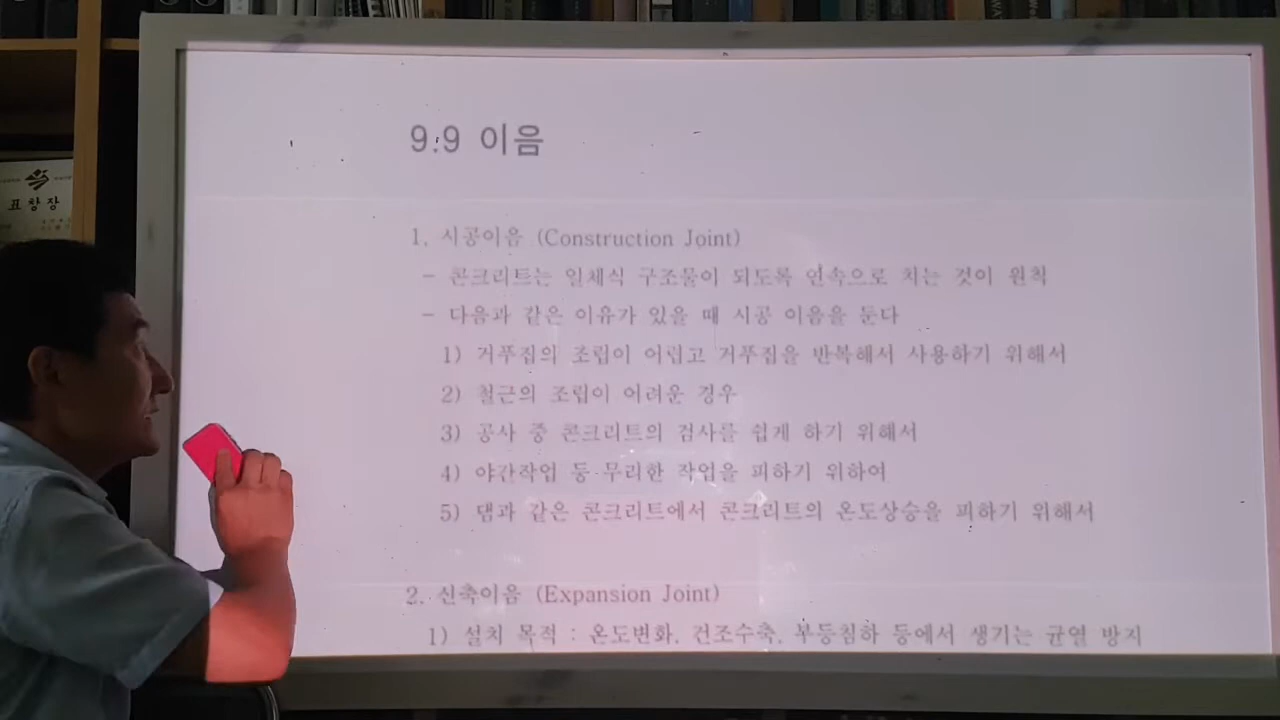 표창장
9.9 이음
1. 시공이음 (Construction Joint)
- 콘크리트는 일체식 구조물이 되도록 연속으로 치는 것이 원칙
- 다음과 같은 이유가 있을 때 시공 이음을 둔다
1) 거푸집의 조립이 어렵고 거푸집을 반복해서 사용하기 위해서
2) 철근의 조립이 어려운 경우
3) 공사 중 콘크리트의 검사를 쉽게 하기 위해서
4) 야간작업 등 무리한 작업을 피하기 위하여
5) 댐과 같은 콘크리트에서 콘크리트의 온도상승을 피하기 위해서
2. 신축이음 (Expansion Joint)
1) 설치 목적 : 온도변화, 건조수축, 부등침하 등에서 생기는 균열 방지